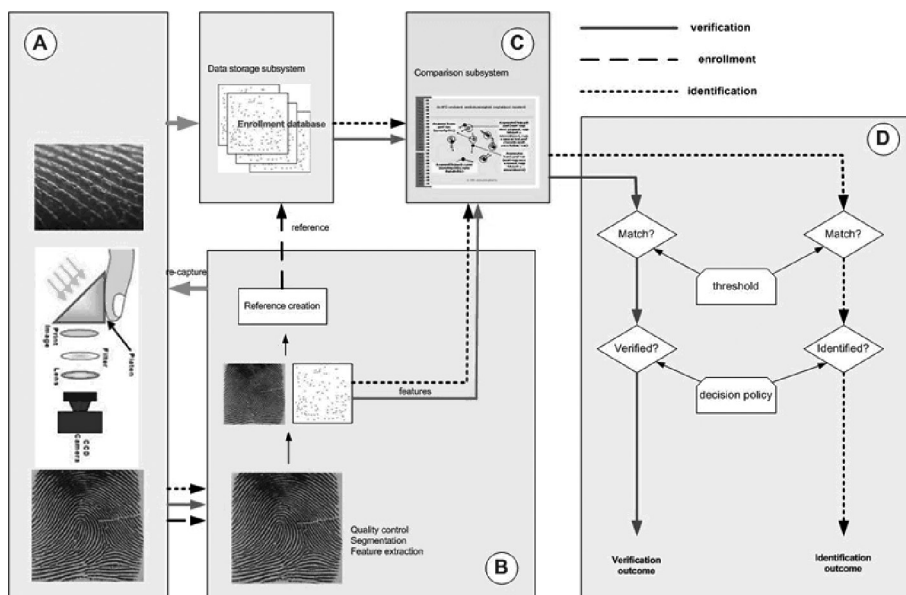 A
Data storage subsystem
Enrollment database
C
Comparison subsystem
verification
enrollment
identification
D
reference
re-capture
Reference creation
features
Print
Image
Filter
Lens
Platen
CCD
Camera
Quality control
Segmentation
Feature extraction
B
Match?
Match?
threshold
Verified?
Identified?
decision policy
Verification
outcome
Identification
outcome